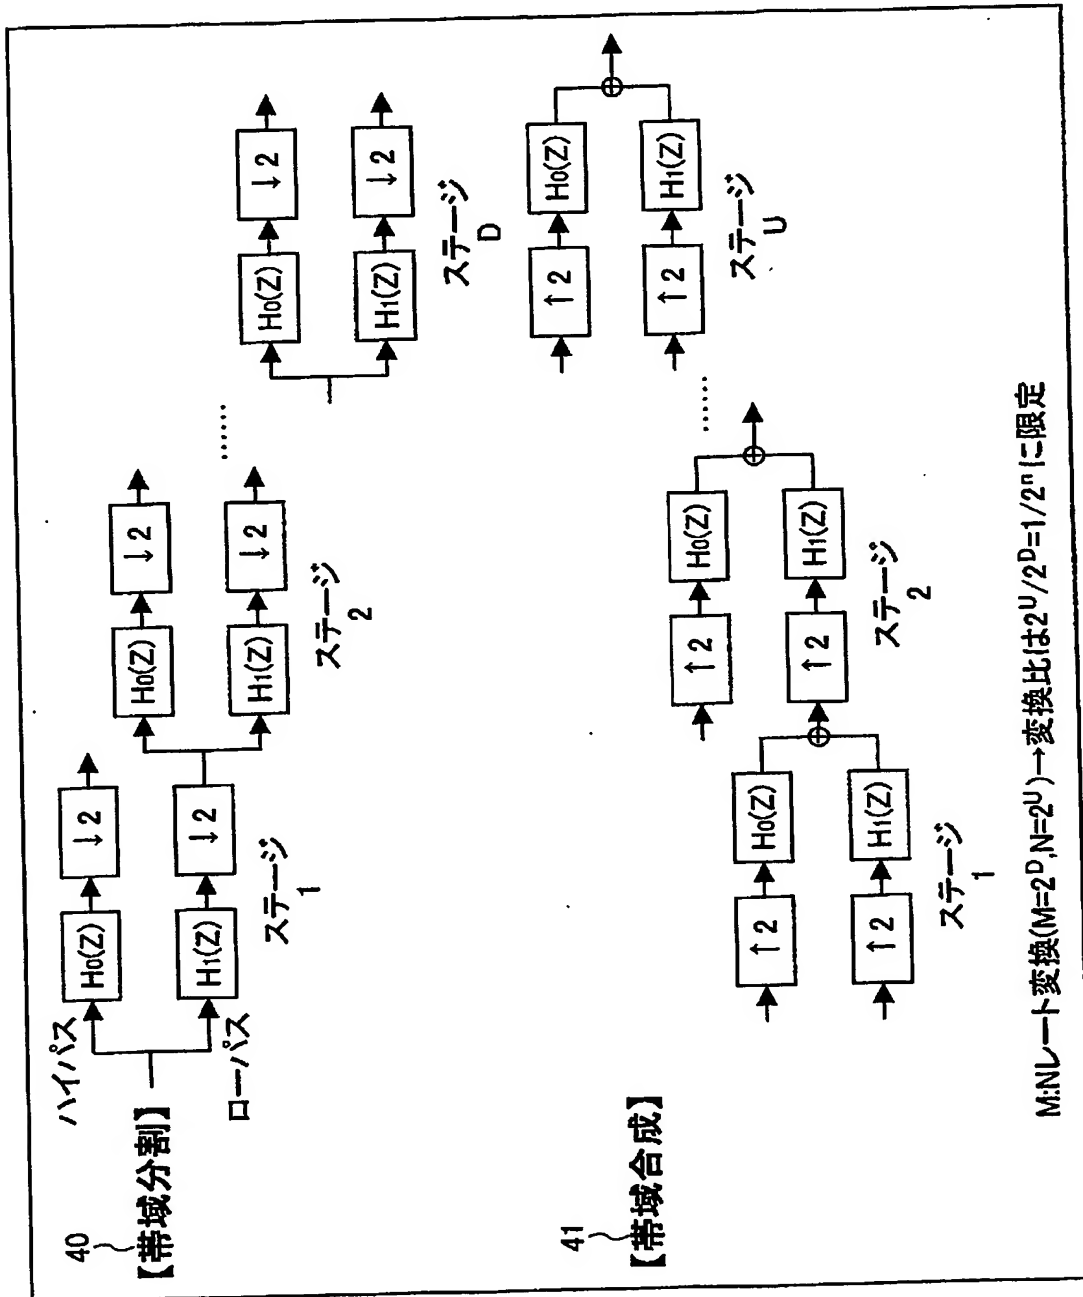 40
【帯域分割】
ハイパス
ローパス
H0(Z)
↓2
H1(Z)
↓2
ステージ
1
H0(Z)
↓2
H1(Z)
↓2
ステージ
2
……
H0(Z)
↓2
H1(Z)
↓2
ステージ
D
41
【帯域合成】
↑2
H0(Z)
↑2
H1(Z)
ステージ
1
↑2
H0(Z)
↑2
H1(Z)
ステージ
2
……
↑2
H0(Z)
↑2
H1(Z)
ステージ
U
M:Nレート変換(M=2^D,N=2^U)→変換比は2^U/2^D=1/2^nに限定